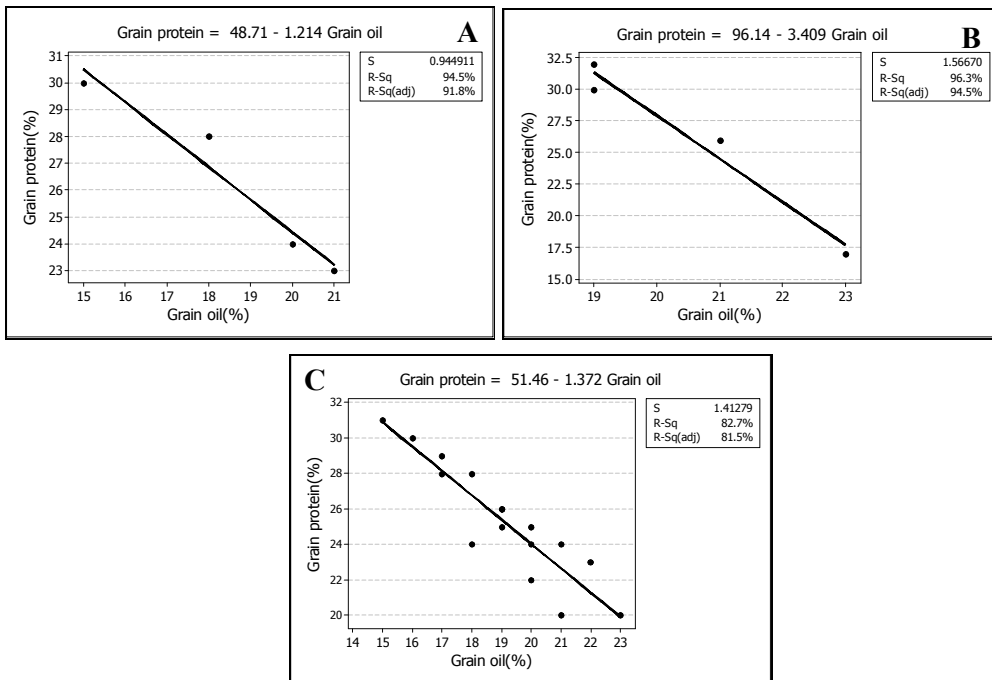 Grain protein = 48.71 - 1.214 Grain oil
A
S 0.944911
R-Sq 94.5%
R-Sq(adj) 91.8%
Grain protein(%)
31
30
29
28
27
26
25
24
23
15 16 17 18 19 20 21
Grain oil(%)
Grain protein = 96.14 - 3.409 Grain oil
B
S 1.56670
R-Sq 96.3%
R-Sq(adj) 94.5%
Grain protein(%)
32.5
30.0
27.5
25.0
22.5
20.0
17.5
15.0
19 20 21 22 23
Grain oil(%)
C
Grain protein = 51.46 - 1.372 Grain oil
S 1.41279
R-Sq 82.7%
R-Sq(adj) 81.5%
Grain protein(%)
32
30
28
26
24
22
20
14 15 16 17 18 19 20 21 22 23
Grain oil(%)